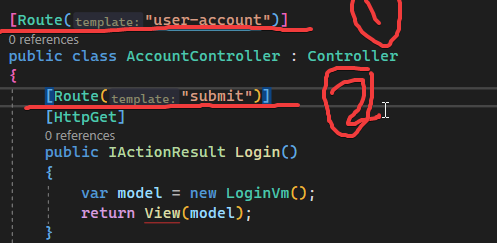 [Route(template:"user-account")]
0 references
public class AccountController : Controller
{
[Route(template:"submit")]
[HttpGet]
0 references
public IActionResult Login()
{
var model = new LoginVm();
return View(model);
}
2